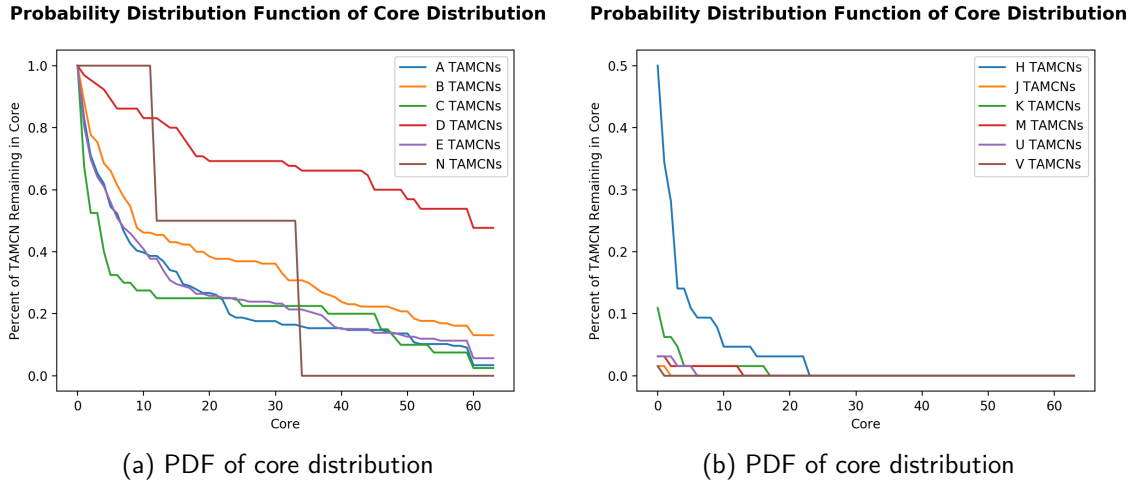 Probability Distribution Function of Core Distribution
Percent of TAMCN Remaining in Core
1.0
0.8
0.6
0.4
0.2
0.0
0 10 20 30 40 50 60
Core
A TAMCNs
B TAMCNs
C TAMCNs
D TAMCNs
E TAMCNs
N TAMCNs
(a) PDF of core distribution
Probability Distribution Function of Core Distribution
Percent of TAMCN Remaining in Core
0.5
0.4
0.3
0.2
0.1
0.0
0 10 20 30 40 50 60
Core
H TAMCNs
J TAMCNs
K TAMCNs
M TAMCNs
U TAMCNs
V TAMCNs
(b) PDF of core distribution